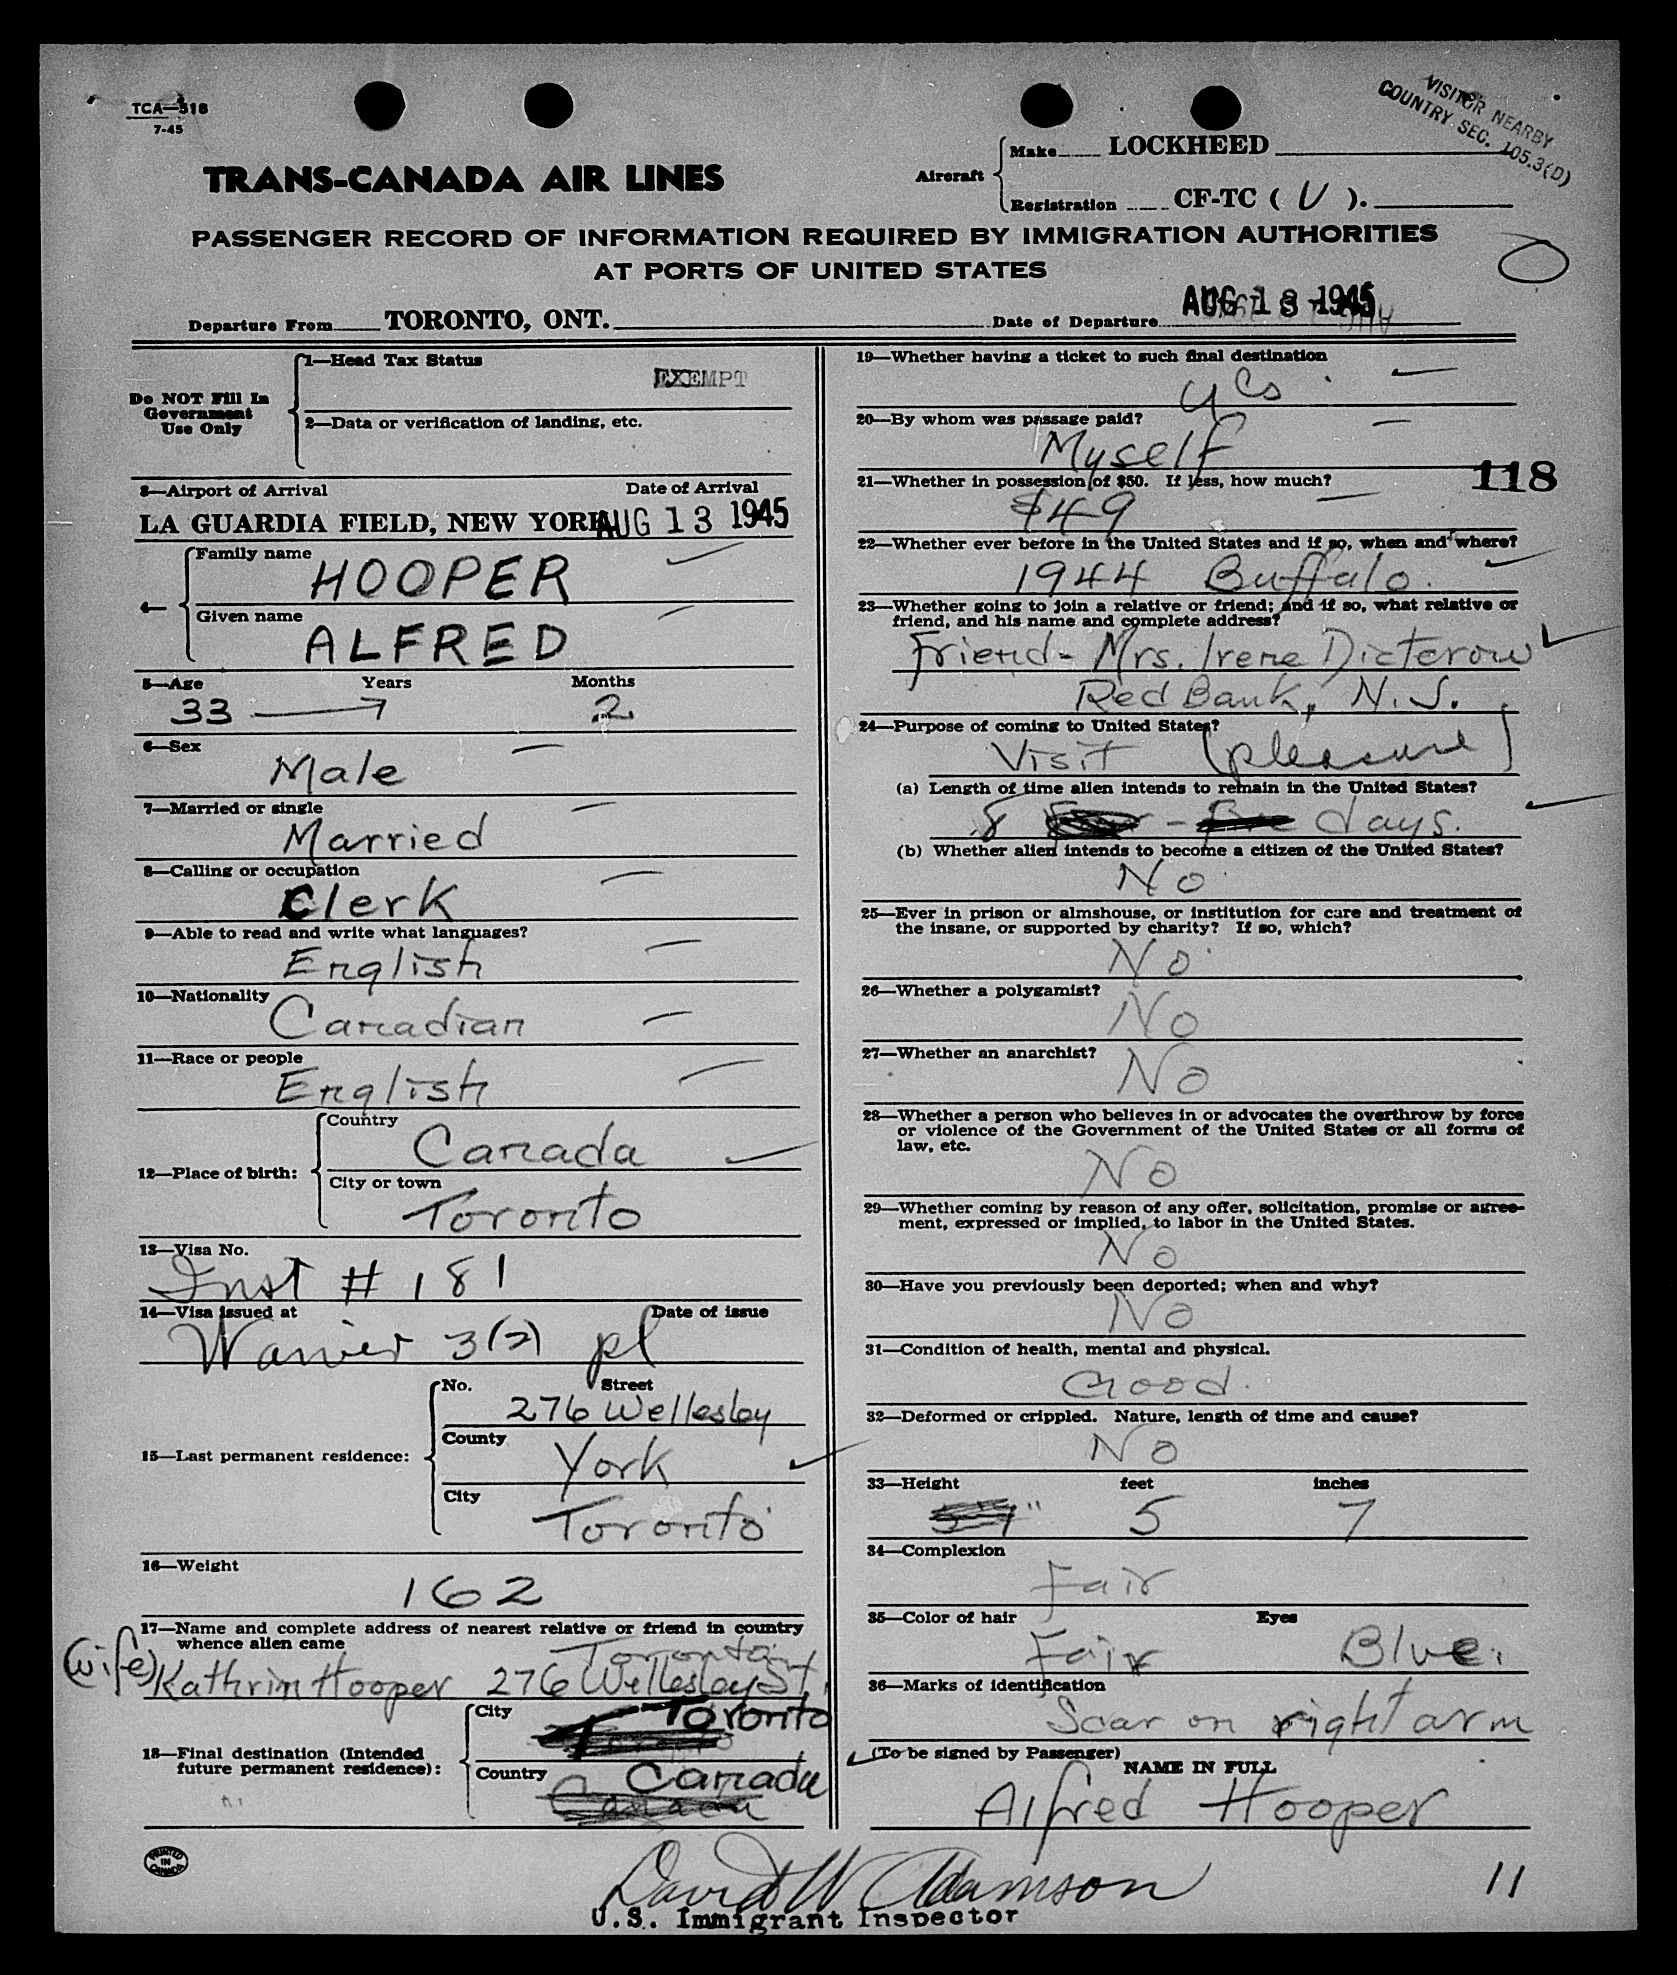 TCA—318
7-45
VISITOR NEARBY
COUNTRY SEC. 105.3(D)
TRANS-CANADA AIR LINES
Aircraft
Make LOCKHEED
Registration CF-TC ( U ).
PASSENGER RECORD OF INFORMATION REQUIRED BY IMMIGRATION AUTHORITIES
AT PORTS OF UNITED STATES
Departure From TORONTO, ONT. Date of Departure AUG 13 1945
Do NOT Fill In
Government
Use Only
1—Head Tax Status
EXEMPT
2—Data or verification of landing, etc.
3—Airport of Arrival Date of Arrival
LA GUARDIA FIELD, NEW YORK AUG 13 1945
4—
Family name
HOOPER
Given name
ALFRED
5—Age Years Months
33 2
6—Sex
Male
7—Married or single
Married
8—Calling or occupation
Clerk
9—Able to read and write what languages?
English
10—Nationality
Canadian
11—Race or people
English
12—Place of birth:
Country
Canada
City or town
Toronto
13—Visa No.
Inst # 181
14—Visa issued at Date of issue
Waiver 3(2) pl
15—Last permanent residence:
No. Street
276 Wellesley
County
York
City
Toronto
16—Weight
162
17—Name and complete address of nearest relative or friend in country
whence alien came
Toronto
(wife) Kathrin Hooper 276 Wellesley St.
18—Final destination (Intended
future permanent residence):
City
Toronto
Country
Canada
PRINTED
IN
CANADA
19—Whether having a ticket to such final destination
yes
20—By whom was passage paid?
Myself
21—Whether in possession of $50. If less, how much?
118
$49
22—Whether ever before in the United States and if so, when and where?
1944 Buffalo.
23—Whether going to join a relative or friend; and if so, what relative or
friend, and his name and complete address?
Friend - Mrs. Irene Dieterow
Red Bank, N.J.
24—Purpose of coming to United States?
Visit (pleasure)
(a) Length of time alien intends to remain in the United States?
8 - days.
(b) Whether alien intends to become a citizen of the United States?
No
25—Ever in prison or almshouse, or institution for care and treatment of
the insane, or supported by charity? If so, which?
No
26—Whether a polygamist?
No
27—Whether an anarchist?
No
28—Whether a person who believes in or advocates the overthrow by force
or violence of the Government of the United States or all forms of
law, etc.
No
29—Whether coming by reason of any offer, solicitation, promise or agree-
ment, expressed or implied, to labor in the United States.
No
30—Have you previously been deported; when and why?
No
31—Condition of health, mental and physical.
Good.
32—Deformed or crippled. Nature, length of time and cause?
No
33—Height feet inches
5 7
34—Complexion
Fair
35—Color of hair Eyes
Fair Blue.
36—Marks of identification
Scar on right arm
(To be signed by Passenger)
NAME IN FULL
Alfred Hooper
David W Adamson
U.S. Immigrant Inspector
11